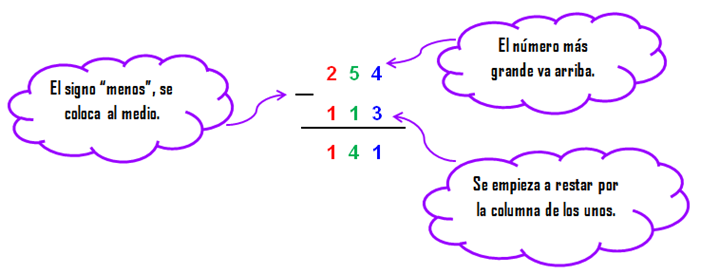 El número más
grande va arriba.
El signo “menos”, se
coloca al medio.
2 5 4
–
1 1 3
1 4 1
Se empieza a restar por
la columna de los unos.